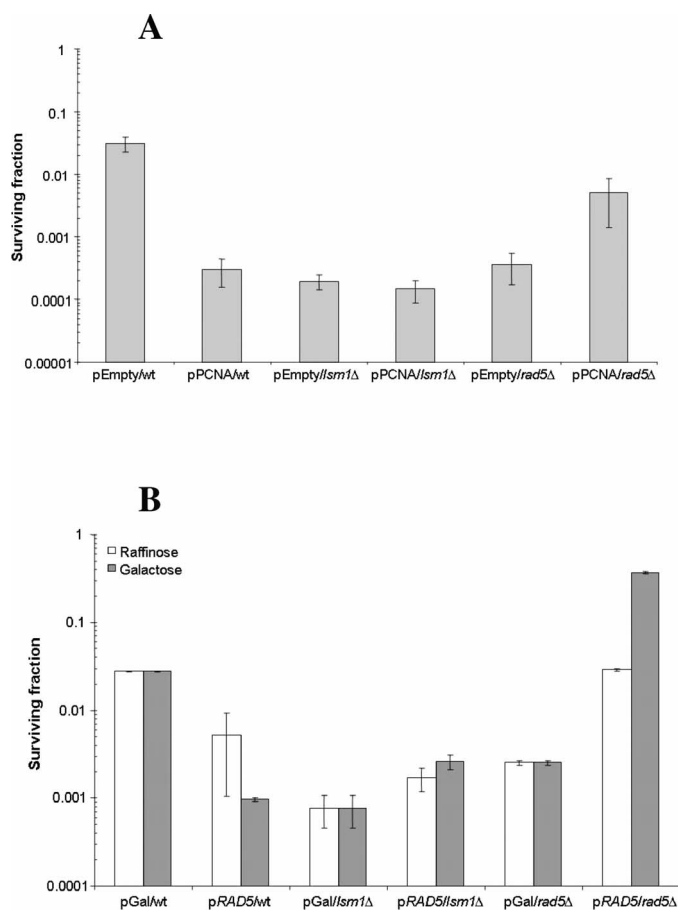 A
1
0.1
0.01
0.001
0.0001
0.00001
Surviving fraction
pEmpty/wt pPCNA/wt pEmpty/lsm1Δ pPCNA/lsm1Δ pEmpty/rad5Δ pPCNA/rad5Δ
B
1
0.1
0.01
0.001
0.0001
Surviving fraction
Raffinose
Galactose
pGal/wt pRAD5/wt pGal/lsm1Δ pRAD5/lsm1Δ pGal/rad5Δ pRAD5/rad5Δ